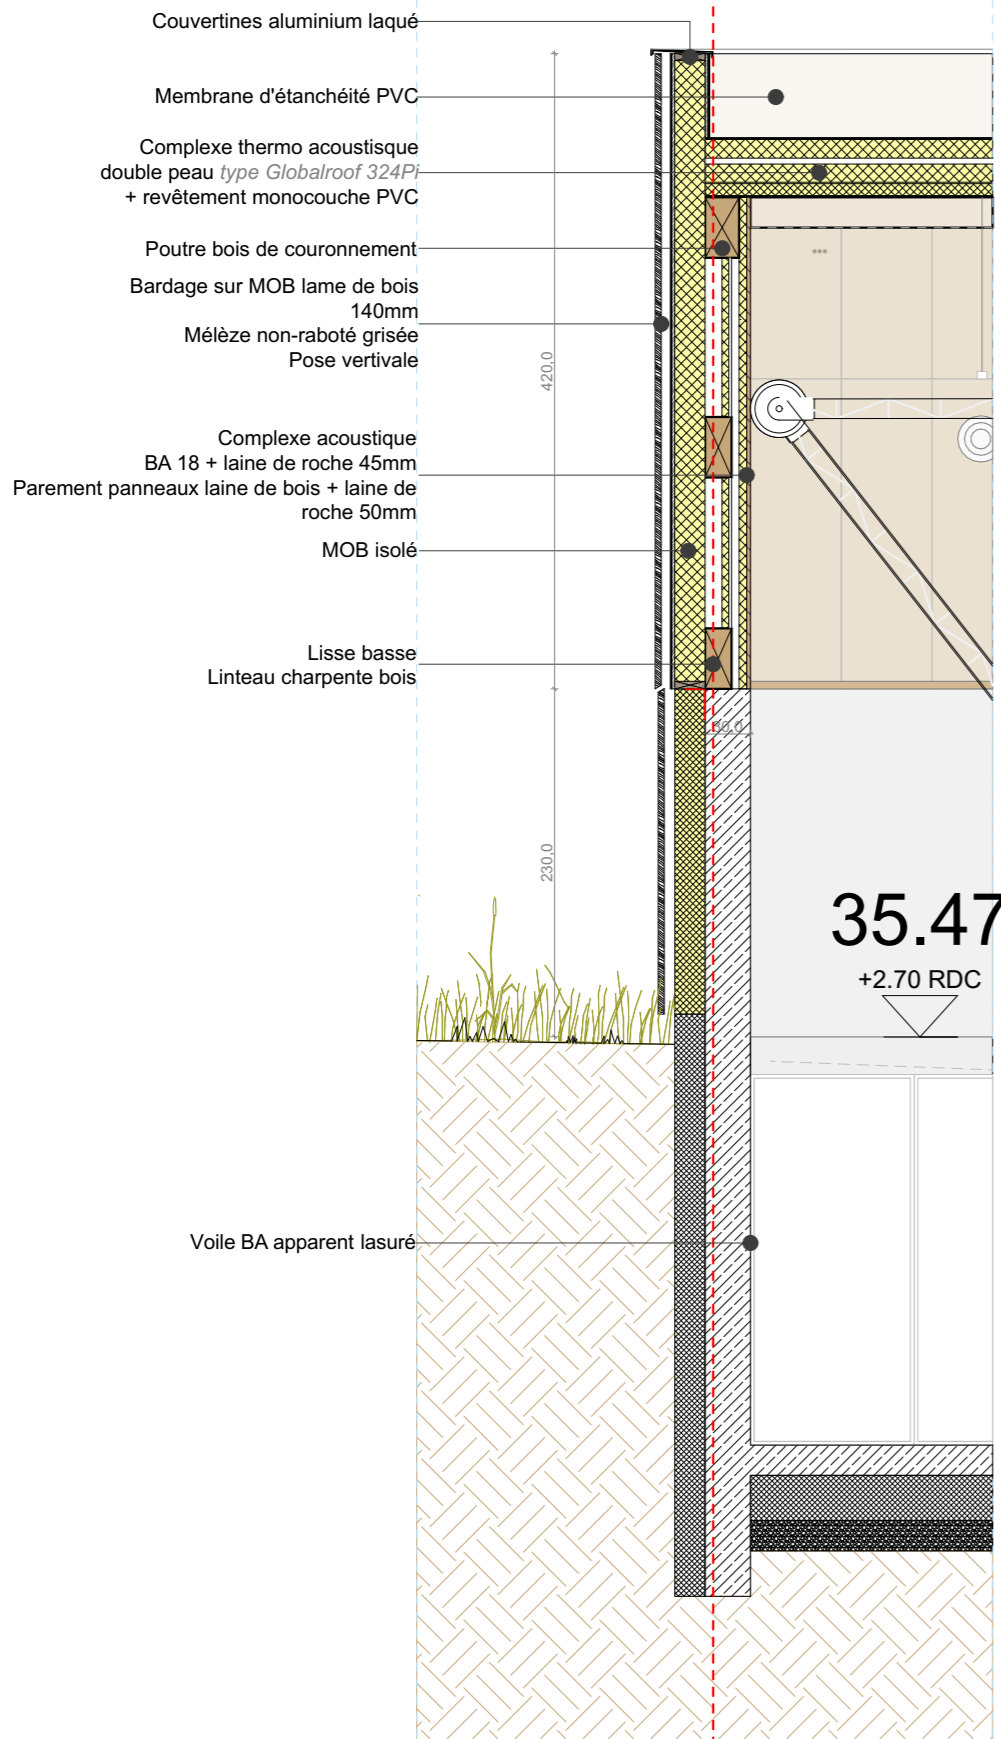 Couvertines aluminium laqué
Membrane d'étanchéité PVC
Complexe thermo acoustisque
double peau type Globalroof 324Pi
+ revêtement monocouche PVC
Poutre bois de couronnement
Bardage sur MOB lame de bois
140mm
Mélèze non-raboté grisée
Pose vertivale
420,0
Complexe acoustique
BA 18 + laine de roche 45mm
Parement panneaux laine de bois + laine de
roche 50mm
MOB isolé
Lisse basse
Linteau charpente bois
30,0
230,0
35.47
+2.70 RDC
Voile BA apparent lasuré